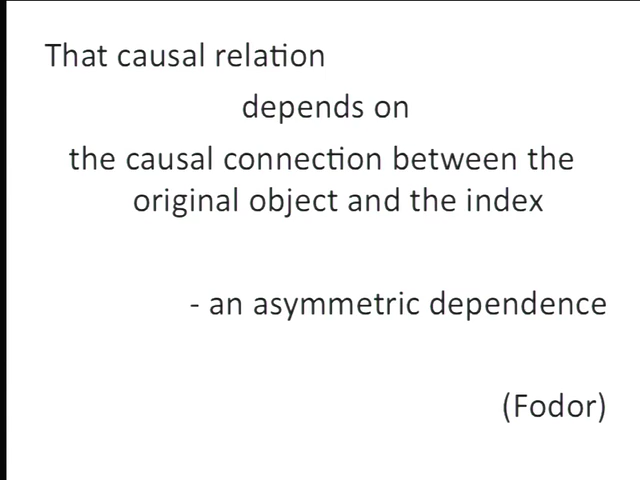 That causal relation
depends on
the causal connection between the
original object and the index
- an asymmetric dependence
(Fodor)